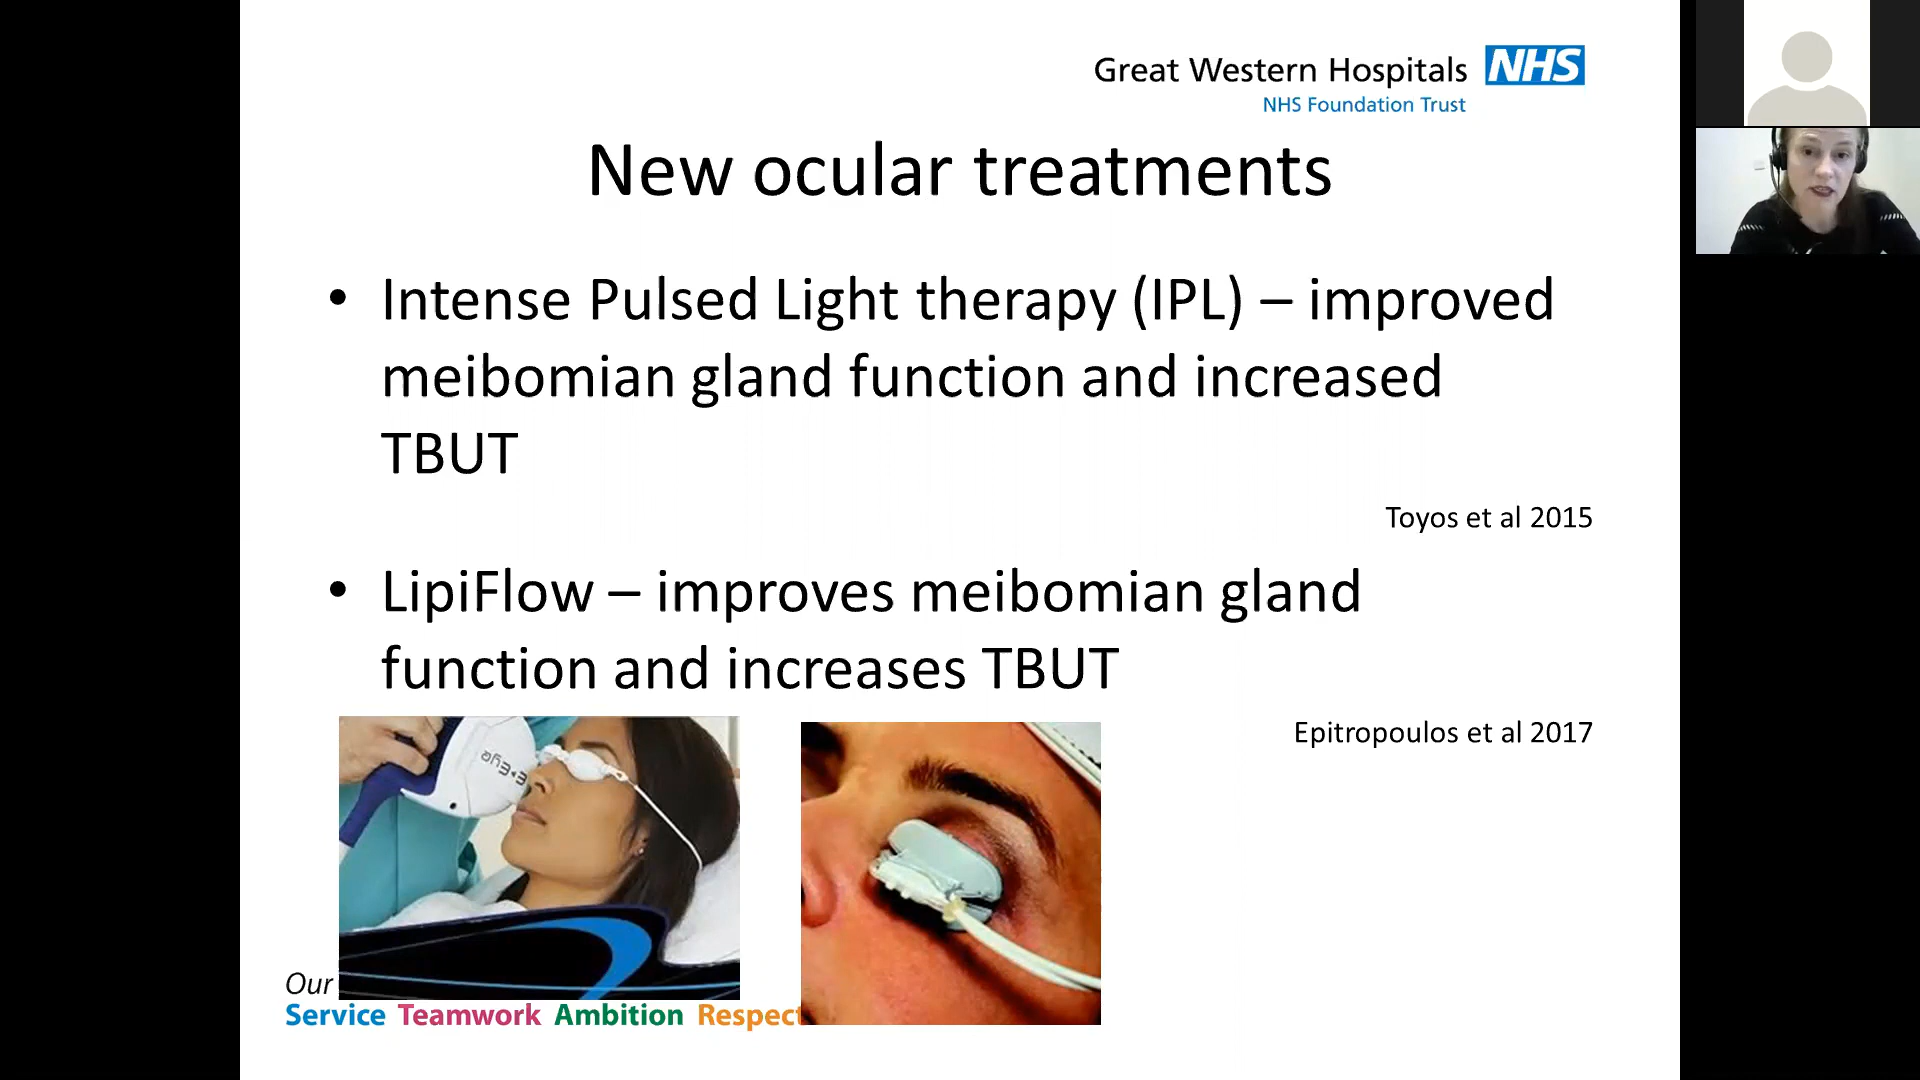 Great Western Hospitals NHS
NHS Foundation Trust
New ocular treatments
• Intense Pulsed Light therapy (IPL) – improved
meibomian gland function and increased
TBUT
Toyos et al 2015
• LipiFlow – improves meibomian gland
function and increases TBUT
Epitropoulos et al 2017
E>Eye
Our
Service Teamwork Ambition Respect